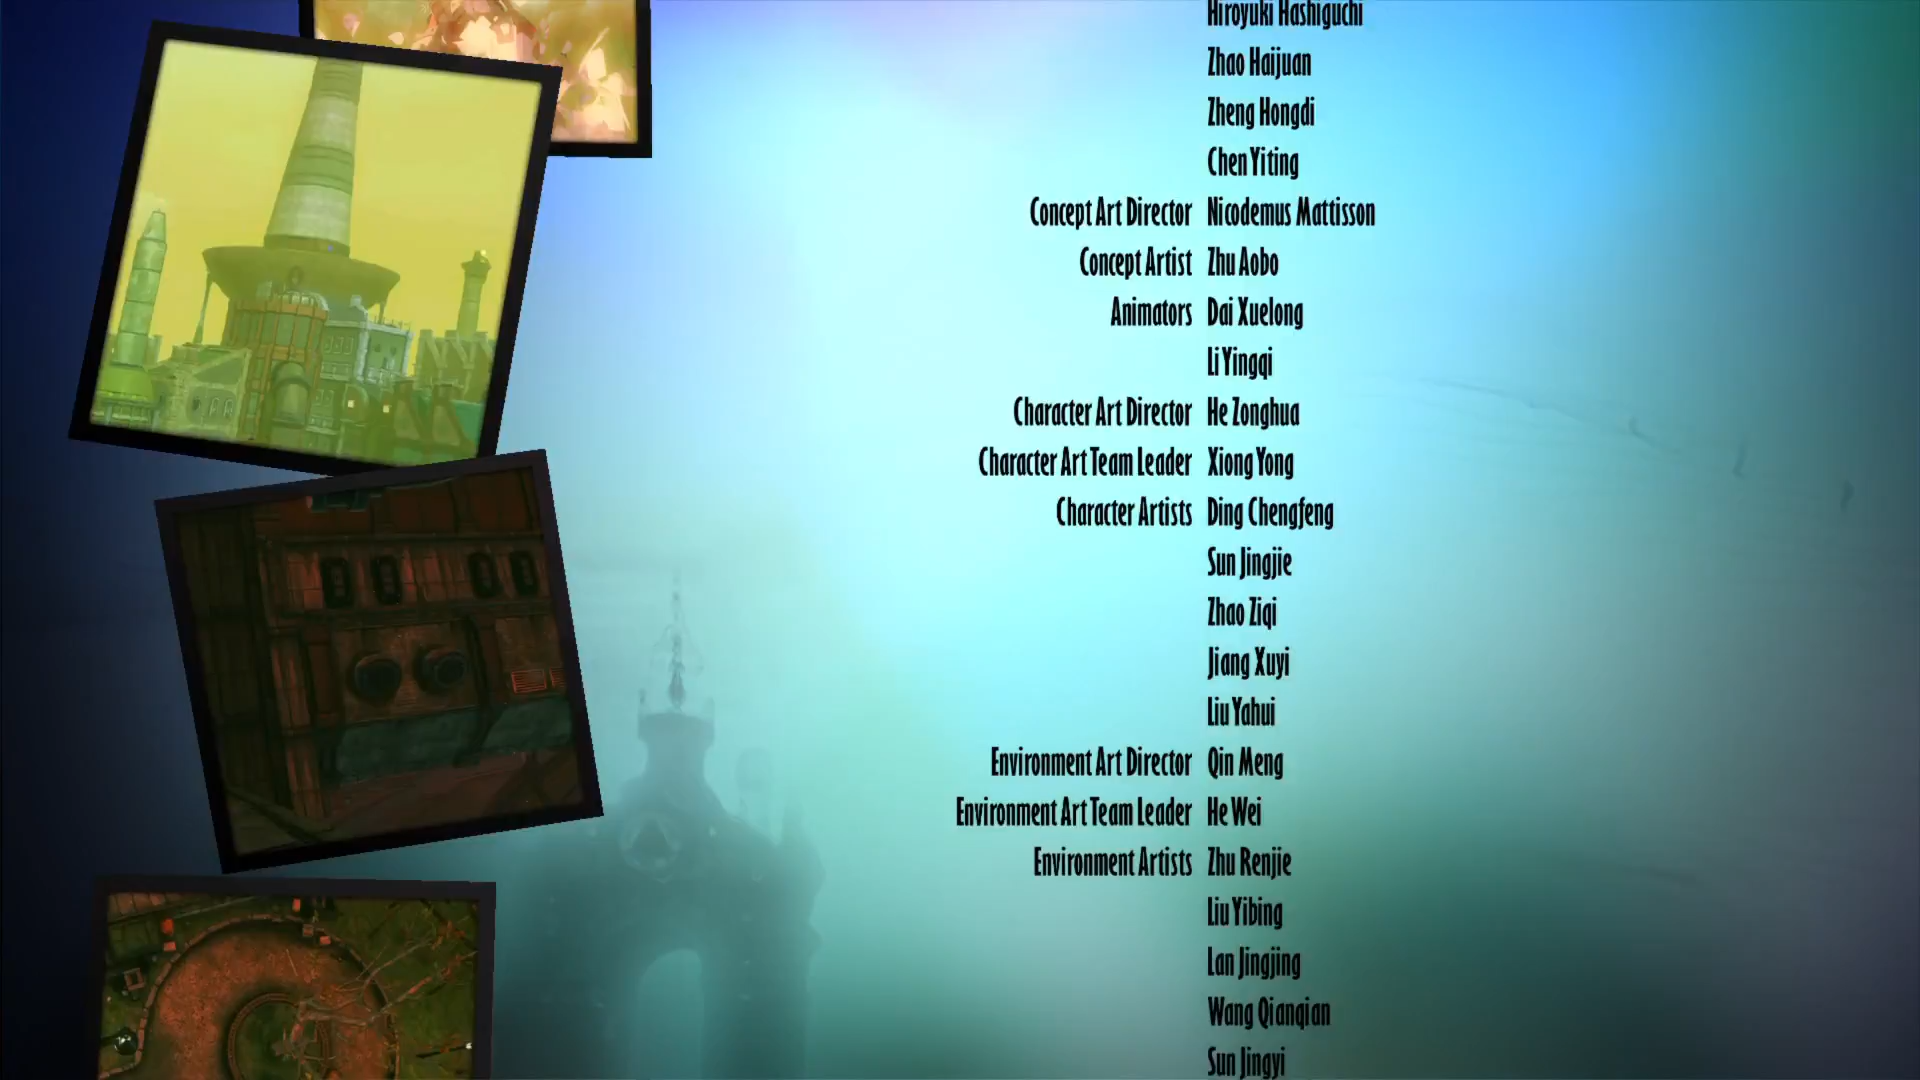 Hiroyuki Hashiguchi
Zhao Haijuan
Zheng Hongdi
Chen Yiting
Concept Art Director Nicodemus Mattisson
Concept Artist Zhu Aobo
Animators Dai Xuelong
Li Yingqi
Character Art Director He Zonghua
Character Art Team Leader Xiong Yong
Character Artists Ding Chengfeng
Sun Jingjie
Zhao Ziqi
Jiang Xuyi
Liu Yahui
Environment Art Director Qin Meng
Environment Art Team Leader He Wei
Environment Artists Zhu Renjie
Liu Yibing
Lan Jingjing
Wang Qianqian
Sun Jingyi